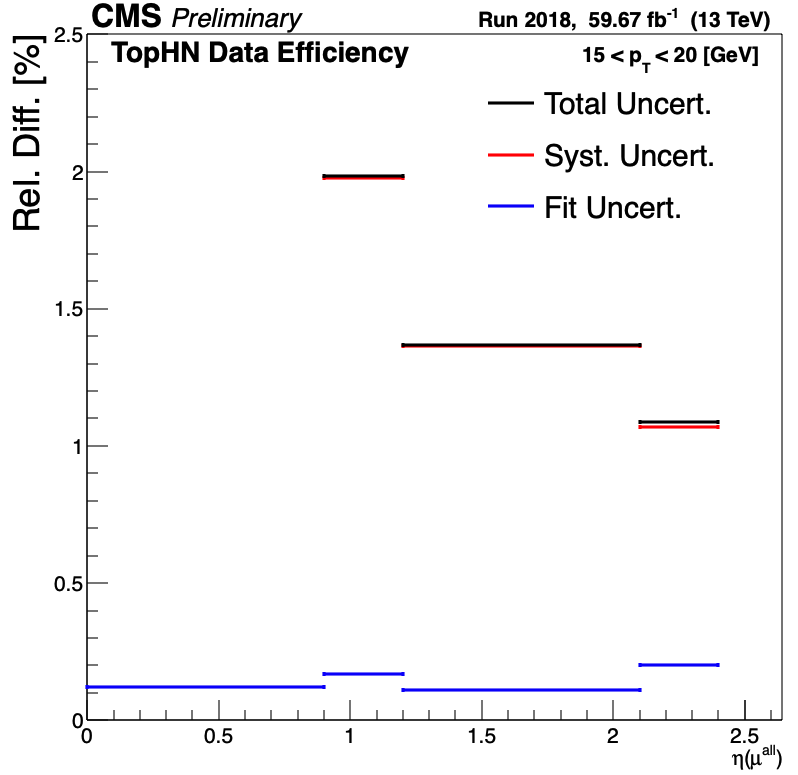 CMS Preliminary Run 2018, 59.67 fb⁻¹ (13 TeV)
TopHN Data Efficiency 15 < p_T < 20 [GeV]
Total Uncert.
Syst. Uncert.
Fit Uncert.
Rel. Diff. [%]
2.5
2
1.5
1
0.5
0
0 0.5 1 1.5 2 2.5
η(μ^all)